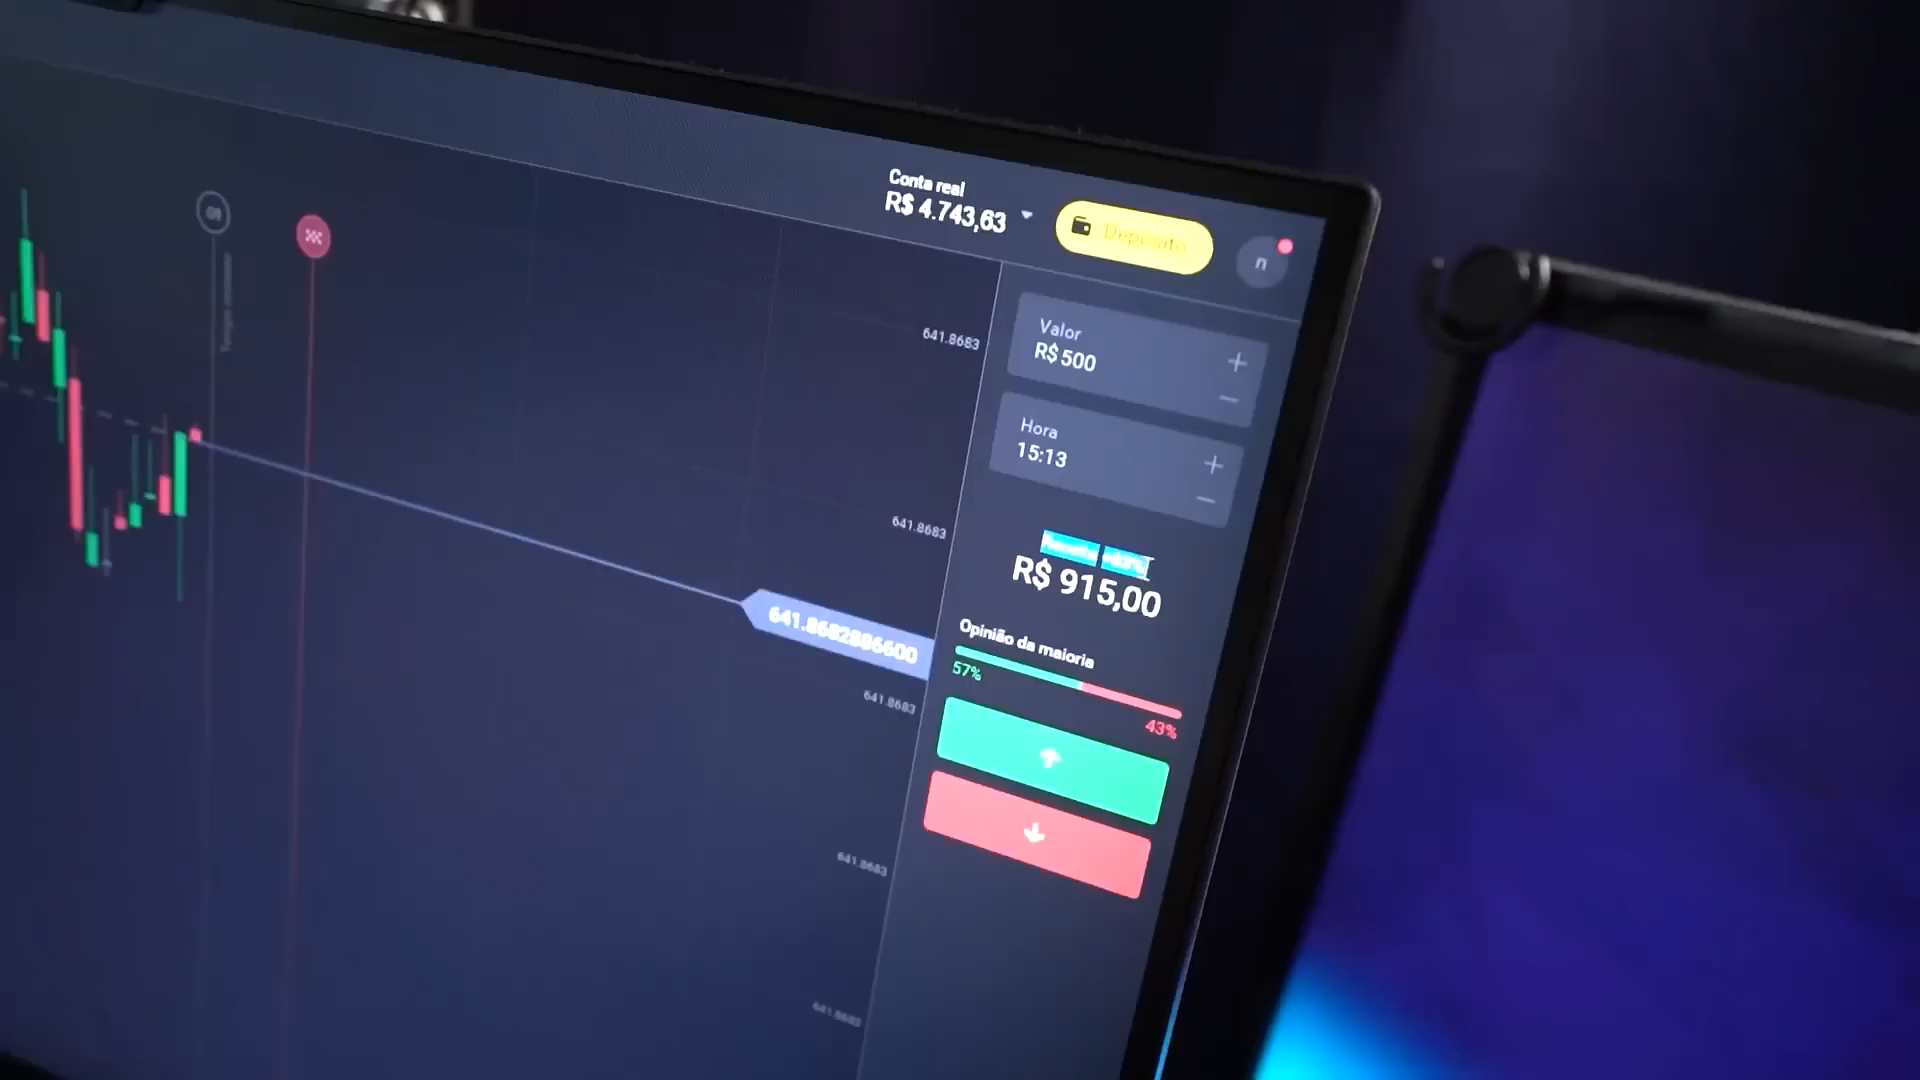 Conta real
R$ 4.743,63
Depósito
n
Valor
R$ 500
Hora
15:13
R$ 915,00
Opinião da maioria
57%
43%
641.8683
641.8683
641.8683
641.8683